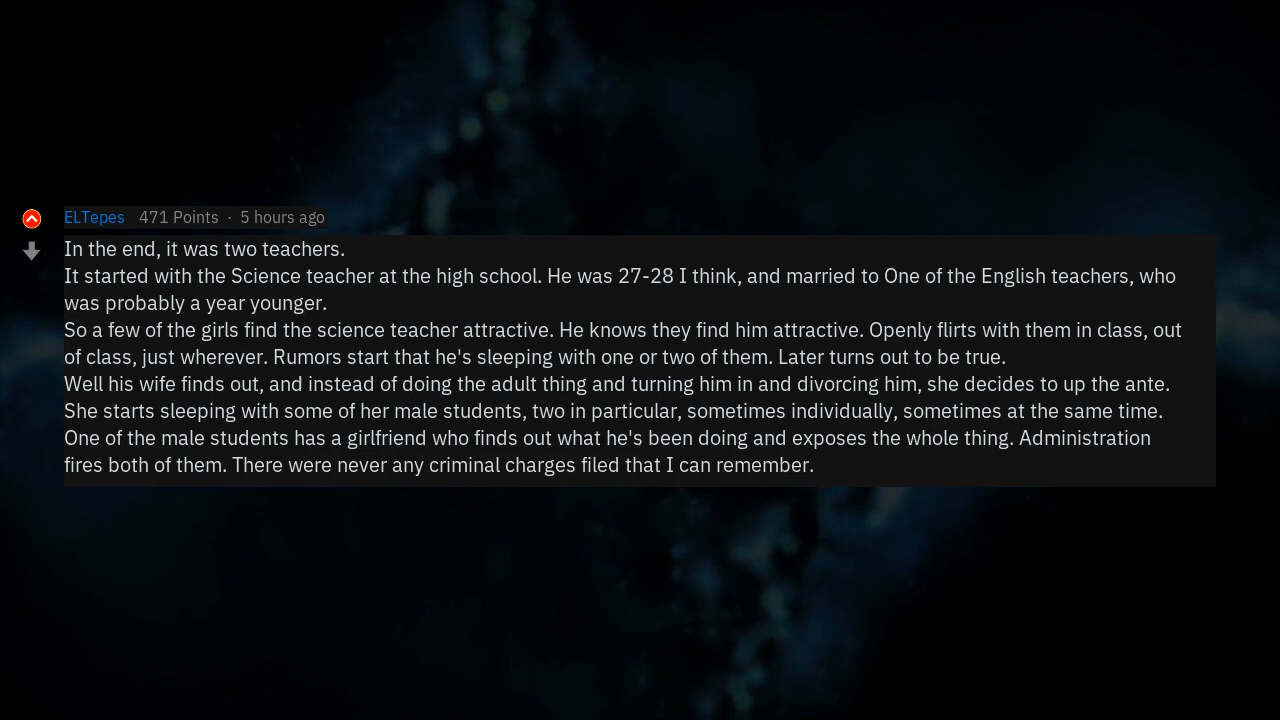 ELTepes 471 Points · 5 hours ago
In the end, it was two teachers.
It started with the Science teacher at the high school. He was 27-28 I think, and married to One of the English teachers, who
was probably a year younger.
So a few of the girls find the science teacher attractive. He knows they find him attractive. Openly flirts with them in class, out
of class, just wherever. Rumors start that he's sleeping with one or two of them. Later turns out to be true.
Well his wife finds out, and instead of doing the adult thing and turning him in and divorcing him, she decides to up the ante.
She starts sleeping with some of her male students, two in particular, sometimes individually, sometimes at the same time.
One of the male students has a girlfriend who finds out what he's been doing and exposes the whole thing. Administration
fires both of them. There were never any criminal charges filed that I can remember.